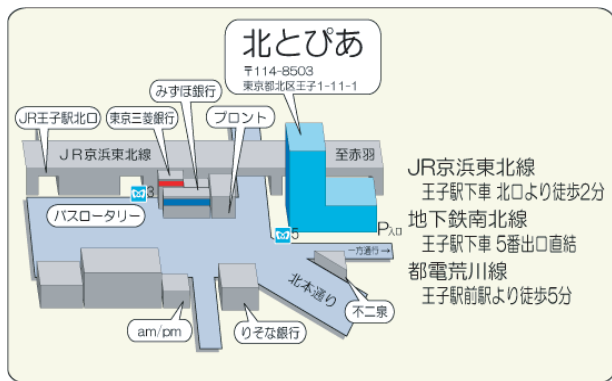 北とぴあ
〒114-8503
東京都北区王子1-11-1
みずほ銀行
JR王子駅北口
東京三菱銀行
プロント
JR京浜東北線
至赤羽
3
バスロータリー
5
P入口
一方通行→
北本通り
不二泉
am/pm
りそな銀行
JR京浜東北線
王子駅下車 北口より徒歩2分
地下鉄南北線
王子駅下車 5番出口直結
都電荒川線
王子駅前駅より徒歩5分